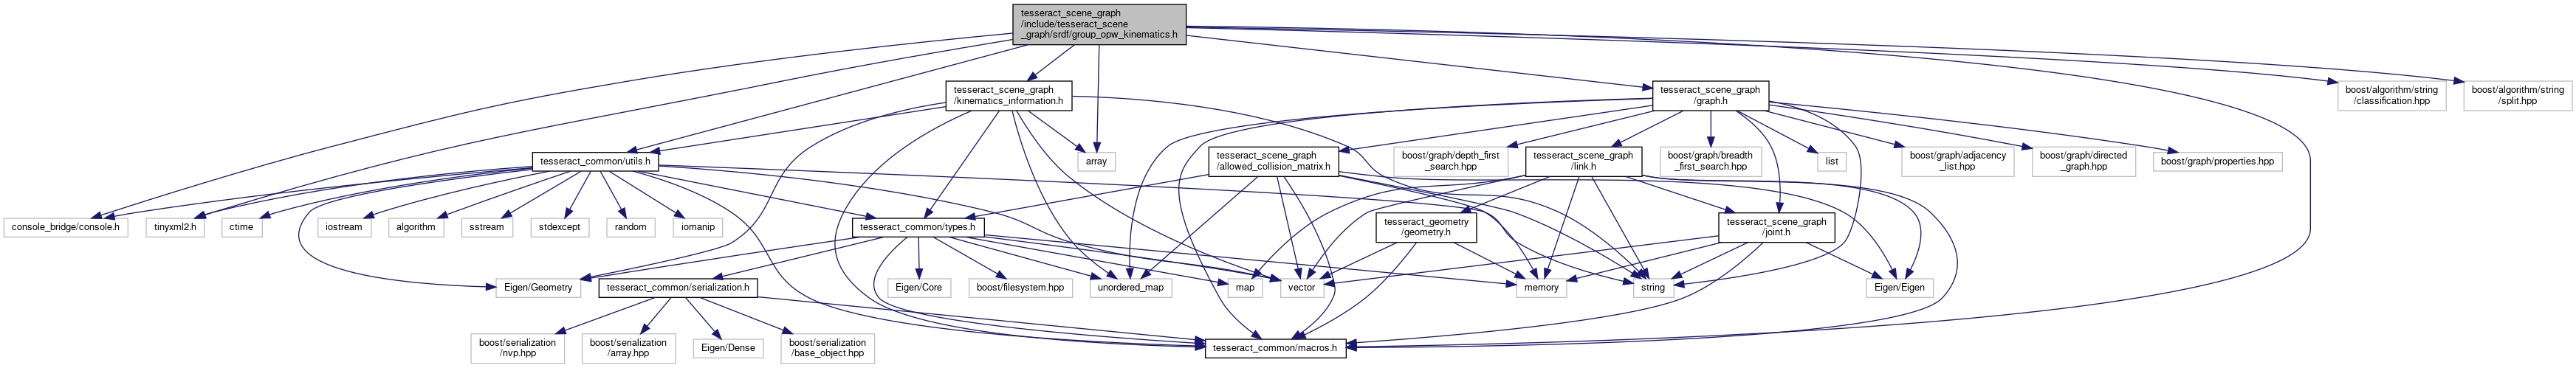 tesseract_scene_graph
/include/tesseract_scene
_graph/srdf/group_opw_kinematics.h
tesseract_scene_graph
/kinematics_information.h
tesseract_scene_graph
/graph.h
boost/algorithm/string
/classification.hpp
boost/algorithm/string
/split.hpp
tesseract_common/utils.h
array
tesseract_scene_graph
/allowed_collision_matrix.h
boost/graph/depth_first
_search.hpp
tesseract_scene_graph
/link.h
boost/graph/breadth
_first_search.hpp
list
boost/graph/adjacency
_list.hpp
boost/graph/directed
_graph.hpp
boost/graph/properties.hpp
console_bridge/console.h
tinyxml2.h
ctime
iostream
algorithm
sstream
stdexcept
random
iomanip
tesseract_common/types.h
tesseract_geometry
/geometry.h
tesseract_scene_graph
/joint.h
Eigen/Geometry
tesseract_common/serialization.h
Eigen/Core
boost/filesystem.hpp
unordered_map
map
vector
memory
string
Eigen/Eigen
boost/serialization
/nvp.hpp
boost/serialization
/array.hpp
Eigen/Dense
boost/serialization
/base_object.hpp
tesseract_common/macros.h